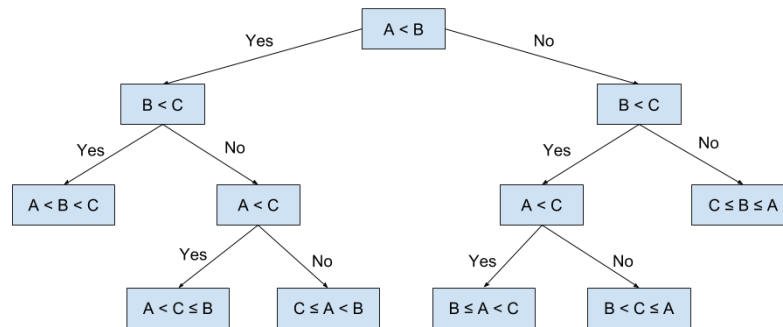 A < B
Yes
No
B < C
B < C
Yes
No
Yes
No
A < B < C
A < C
A < C
C ≤ B ≤ A
Yes
No
Yes
No
A < C ≤ B
C ≤ A < B
B ≤ A < C
B < C ≤ A